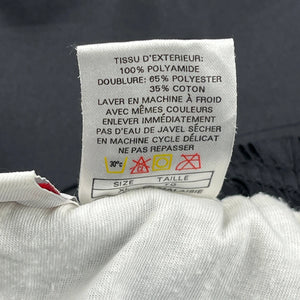 TISSU D'EXTERIEUR:
100% POLYAMIDE
DOUBLURE: 65% POLYESTER
35% COTON
LAVER EN MACHINE À FROID
AVEC MÊMES COULEURS
ENLEVER IMMÉDIATEMENT
PAS D'EAU DE JAVEL SÉCHER
EN MACHINE CYCLE DÉLICAT
NE PAS REPASSER
30°C
SIZE TAILLE